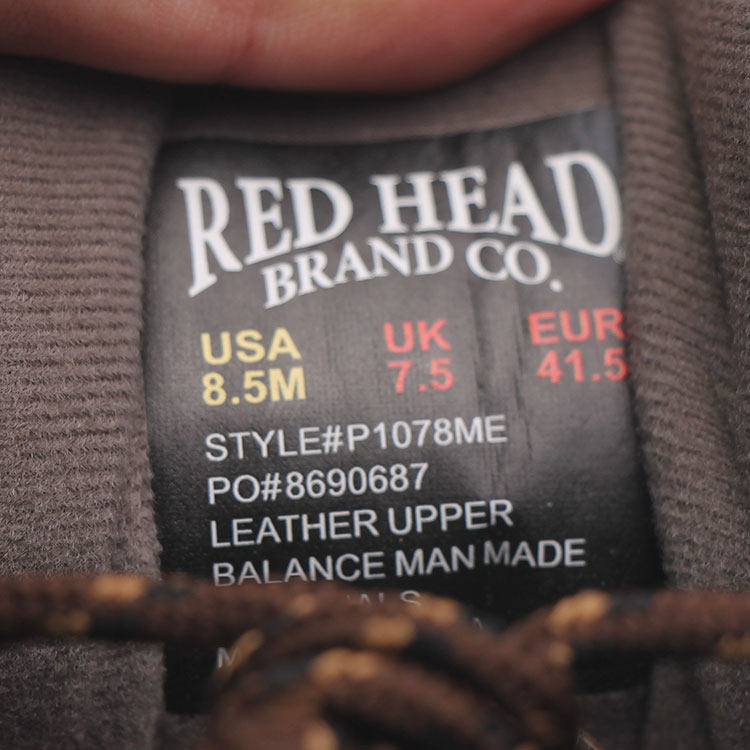 RED HEAD
BRAND CO.
USA UK EUR
8.5M 7.5 41.5
STYLE#P1078ME
PO#8690687
LEATHER UPPER
BALANCE MAN MADE